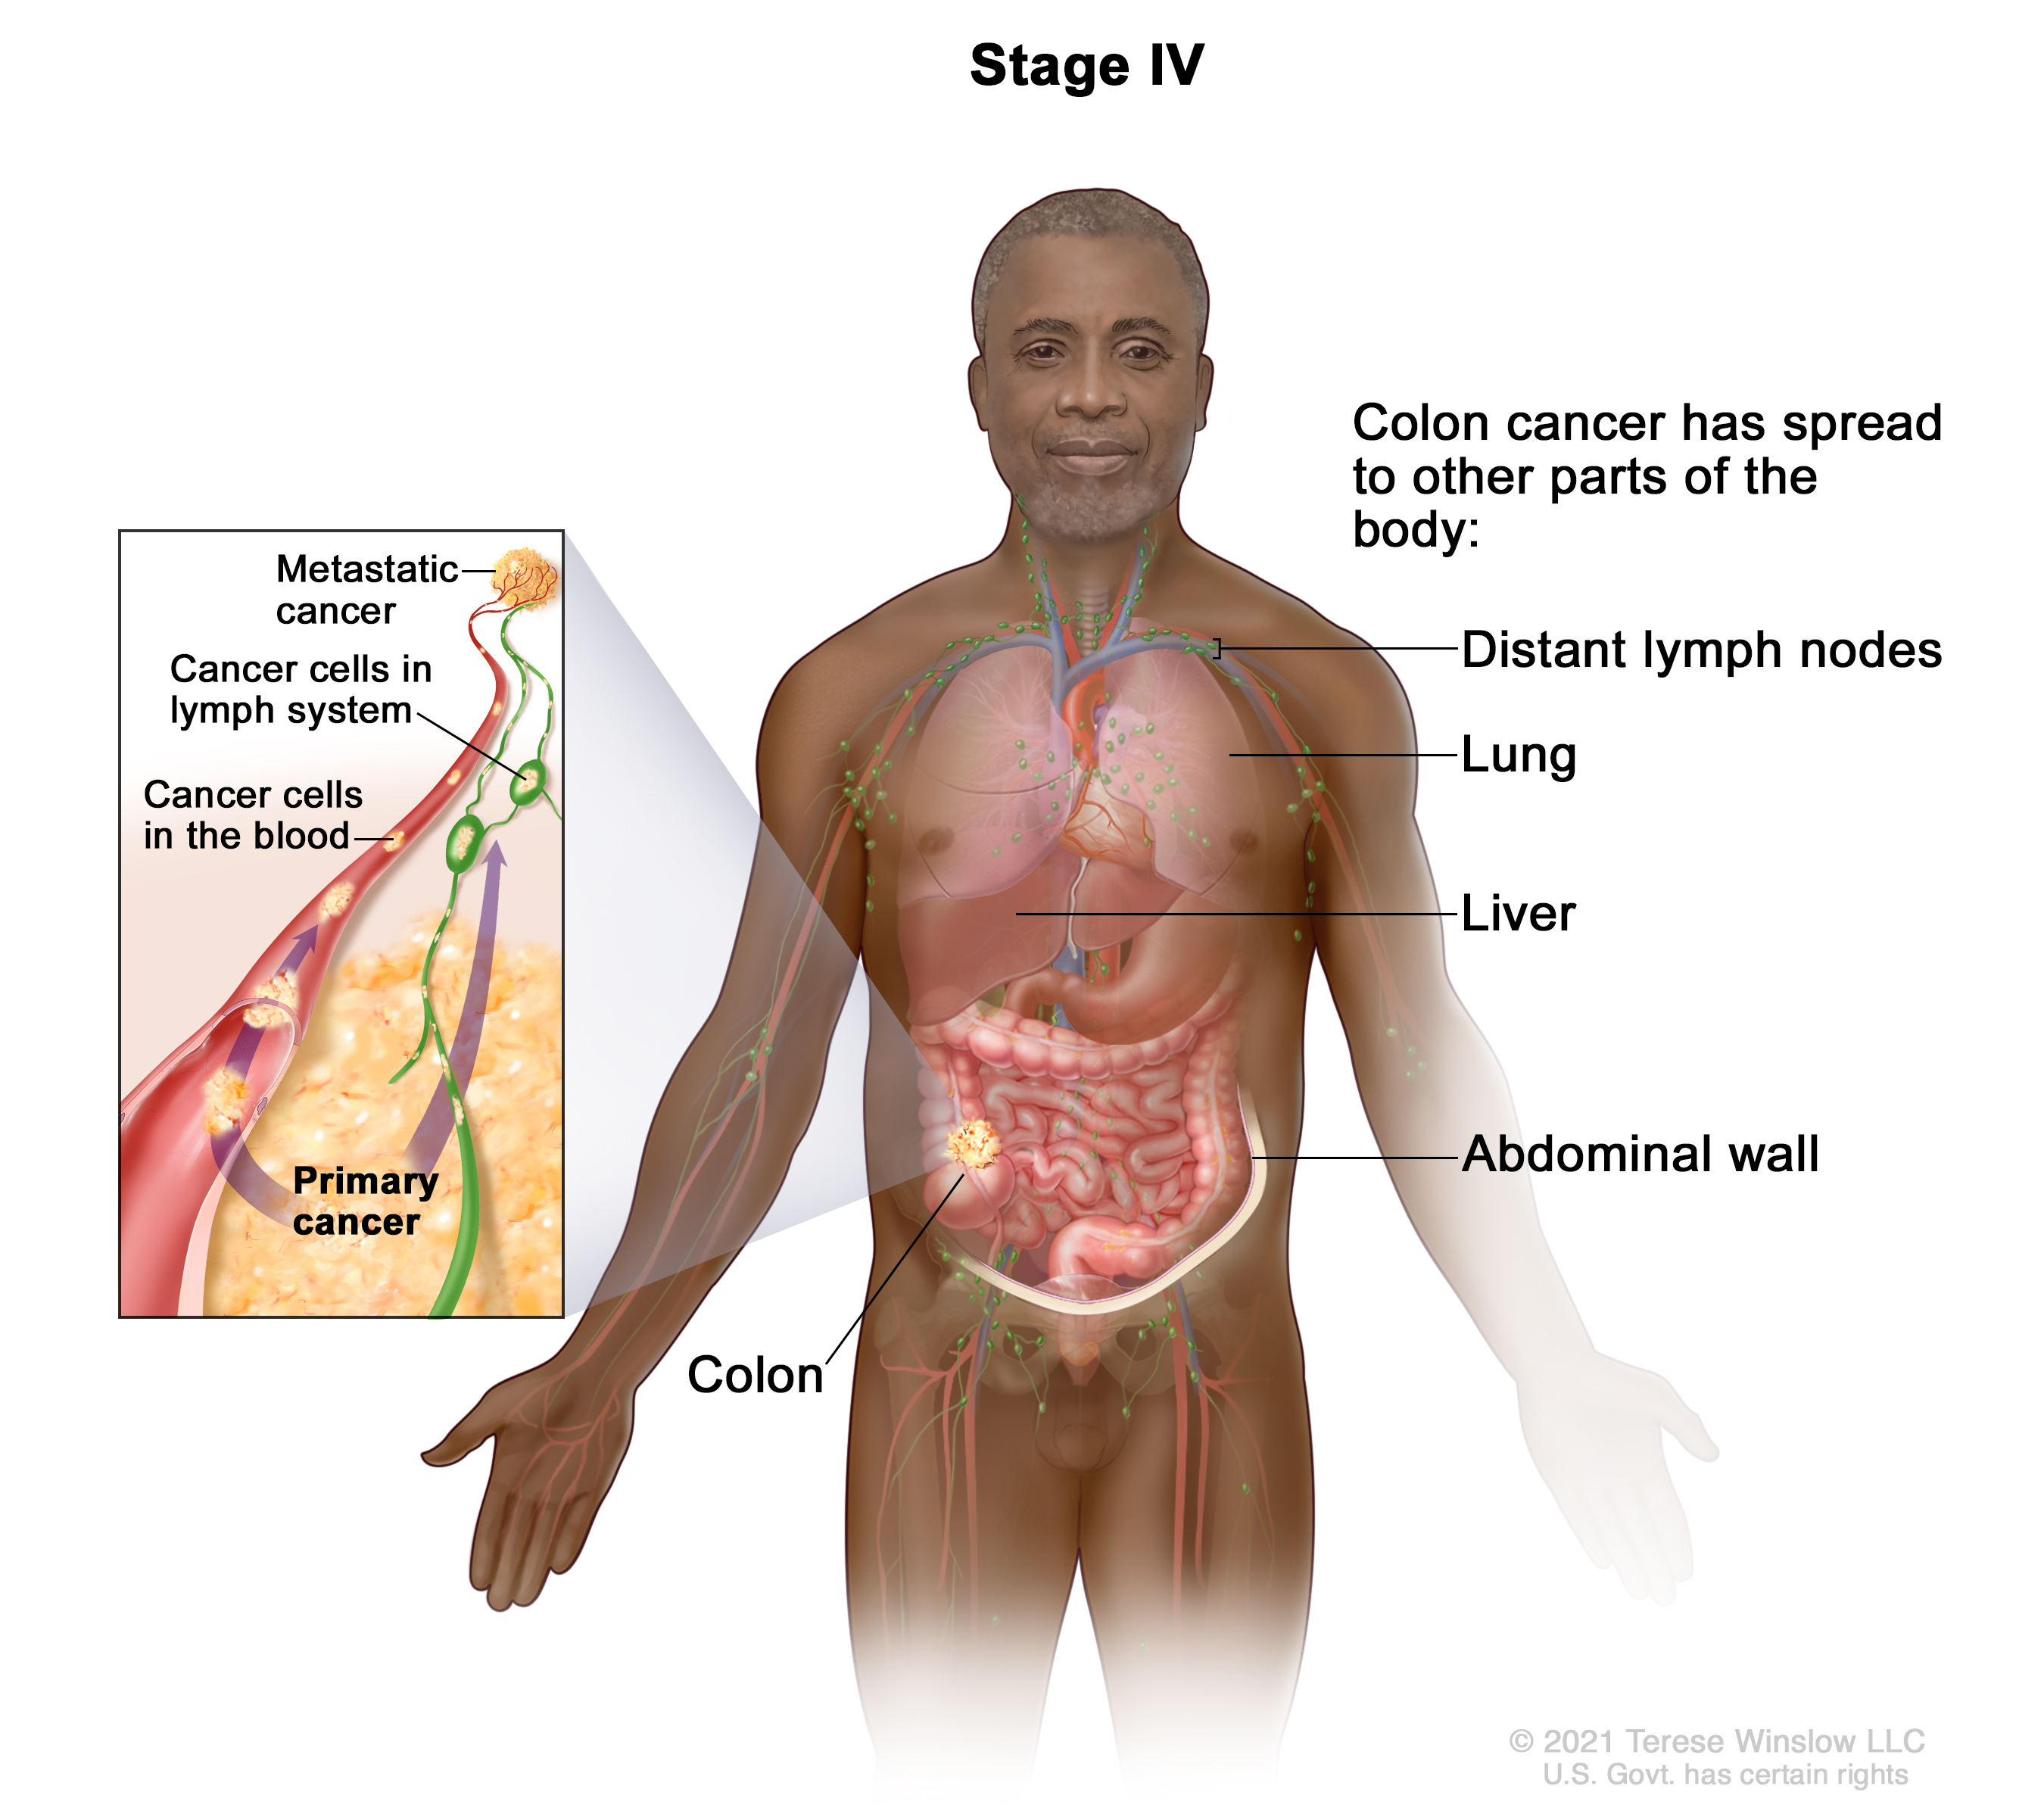 Stage IV
Colon cancer has spread
to other parts of the
body:
Metastatic
cancer
Cancer cells in
lymph system
Cancer cells
in the blood
Primary
cancer
Distant lymph nodes
Lung
Liver
Abdominal wall
Colon
© 2021 Terese Winslow LLC
U.S. Govt. has certain rights